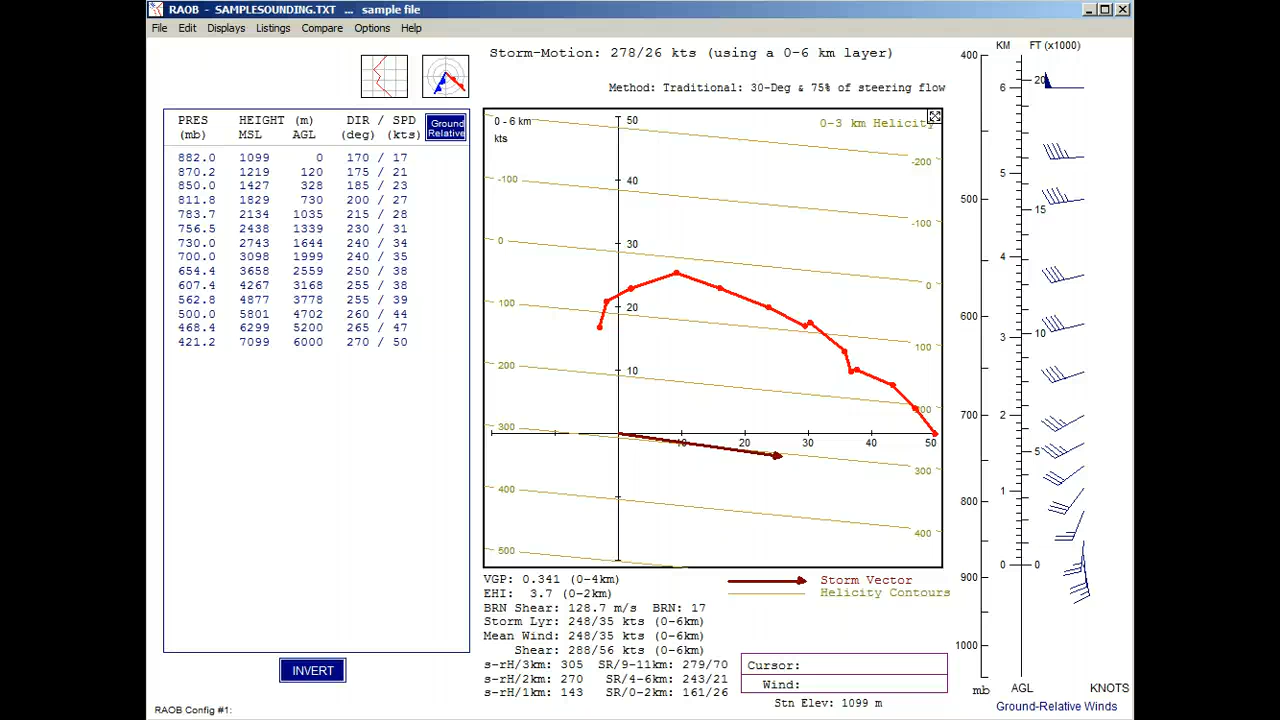 RAOB - SAMPLESOUNDING.TXT ... sample file
File Edit Displays Listings Compare Options Help
Storm-Motion: 278/26 kts (using a 0-6 km layer)
Method: Traditional: 30-Deg & 75% of steering flow
PRES HEIGHT (m) DIR / SPD
(mb) MSL AGL (deg) (kts)
Ground
Relative
882.0 1099 0 170 / 17
870.2 1219 120 175 / 21
850.0 1427 328 185 / 23
811.8 1829 730 200 / 27
783.7 2134 1035 215 / 28
756.5 2438 1339 230 / 31
730.0 2743 1644 240 / 34
700.0 3098 1999 240 / 35
654.4 3658 2559 250 / 38
607.4 4267 3168 255 / 38
562.8 4877 3778 255 / 39
500.0 5801 4702 260 / 44
468.4 6299 5200 265 / 47
421.2 7099 6000 270 / 50
INVERT
RAOB Config #1:
0 - 6 km
kts
0-3 km Helicity
50
40
30
20
10
10 20 30 40 50
-100
0
100
200
300
400
500
-200
-100
0
100
300
400
VGP: 0.341 (0-4km)
EHI: 3.7 (0-2km)
BRN Shear: 128.7 m/s BRN: 17
Storm Lyr: 248/35 kts (0-6km)
Mean Wind: 248/35 kts (0-6km)
Shear: 288/56 kts (0-6km)
s-rH/3km: 305 SR/9-11km: 279/70
s-rH/2km: 270 SR/4-6km: 243/21
s-rH/1km: 143 SR/0-2km: 161/26
Storm Vector
Helicity Contours
Cursor:
Wind:
Stn Elev: 1099 m
KM FT (x1000)
400
500
600
700
800
900
1000
mb
6
5
4
3
2
1
0
20
15
10
5
0
AGL KNOTS
Ground-Relative Winds